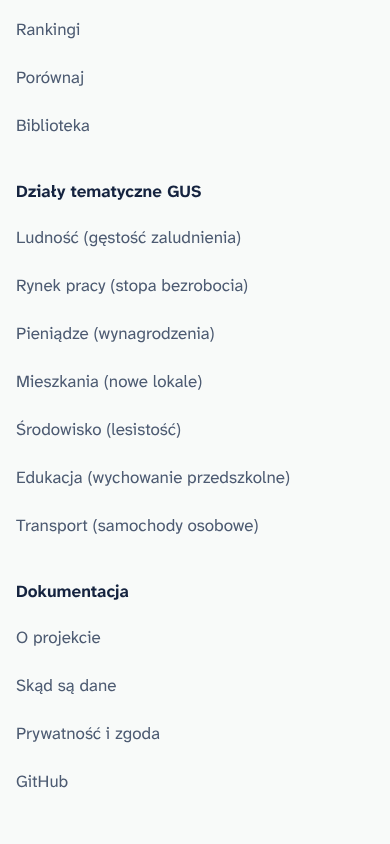 Rankingi
Porównaj
Biblioteka
Działy tematyczne GUS
Ludność (gęstość zaludnienia)
Rynek pracy (stopa bezrobocia)
Pieniądze (wynagrodzenia)
Mieszkania (nowe lokale)
Środowisko (lesistość)
Edukacja (wychowanie przedszkolne)
Transport (samochody osobowe)
Dokumentacja
O projekcie
Skąd są dane
Prywatność i zgoda
GitHub